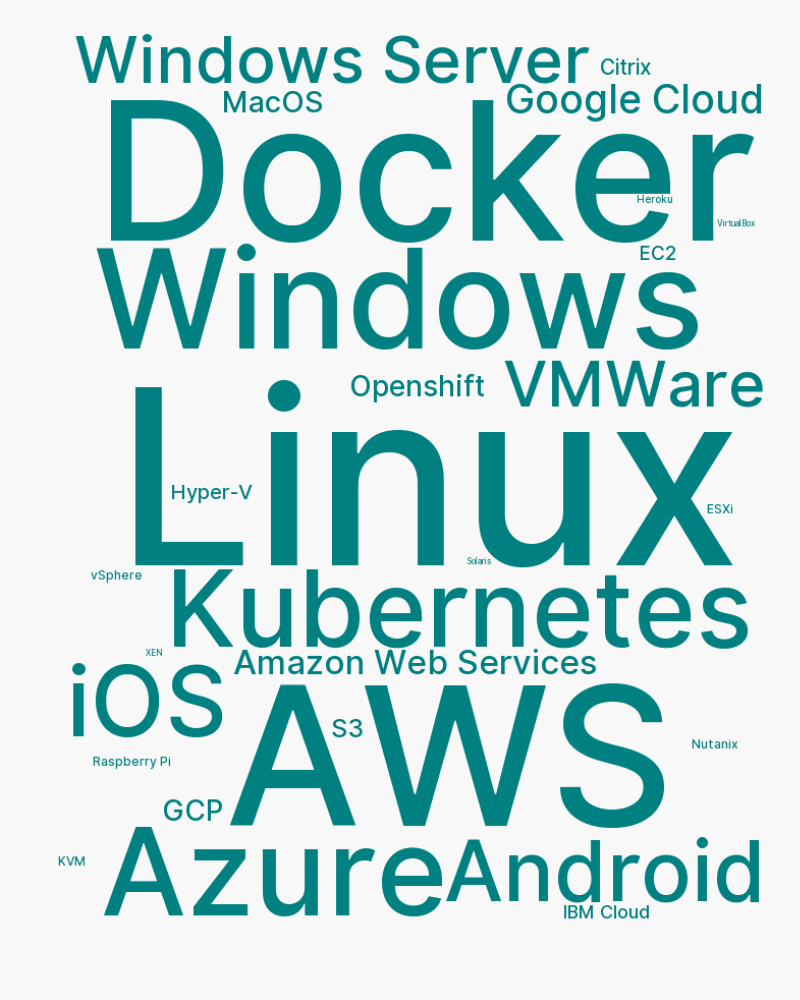 Windows Server
Citrix
MacOS
Google Cloud
Docker
Heroku
VirtualBox
Windows
EC2
Openshift
VMWare
Linux
Hyper-V
ESXi
Solaris
vSphere
Kubernetes
XEN
iOS
Amazon Web Services
AWS
S3
Nutanix
Raspberry Pi
GCP
Azure
Android
KVM
IBM Cloud